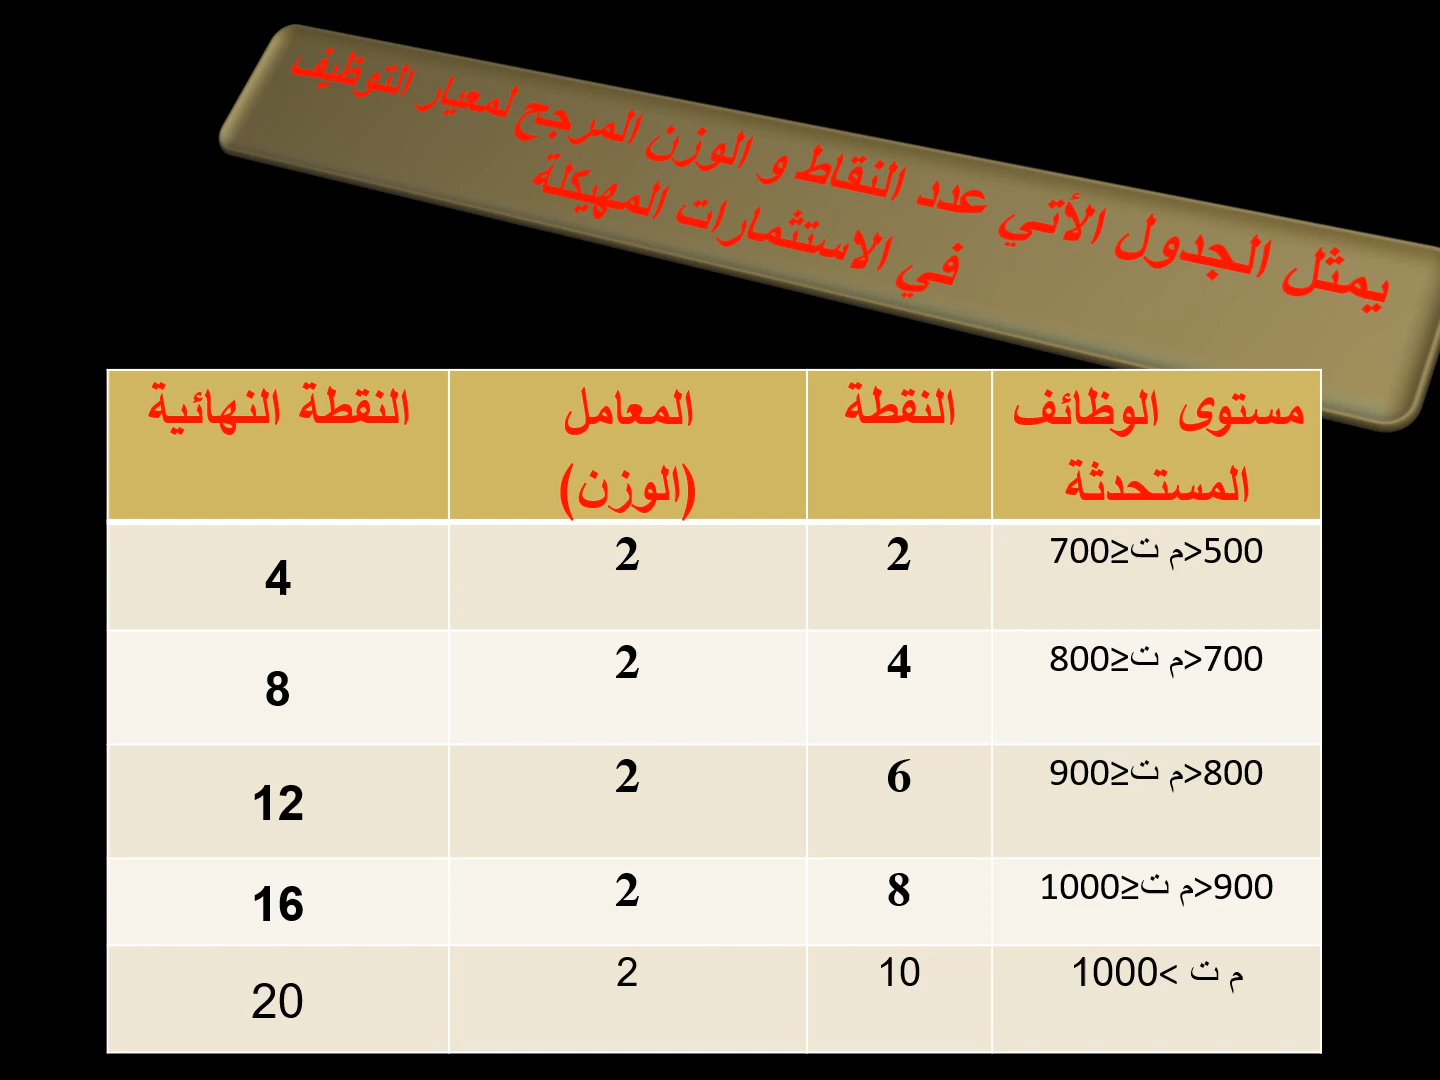 يمثل الجدول الأتي عدد النقاط و الوزن المرجح لمعيار التوظيف
في الاستثمارات المهيكلة
مستوى الوظائف المستحدثة | النقطة | المعامل (الوزن) | النقطة النهائية
500<م ت≤700 | 2 | 2 | 4
700<م ت≤800 | 4 | 2 | 8
800<م ت≤900 | 6 | 2 | 12
900<م ت≤1000 | 8 | 2 | 16
م ت >1000 | 10 | 2 | 20